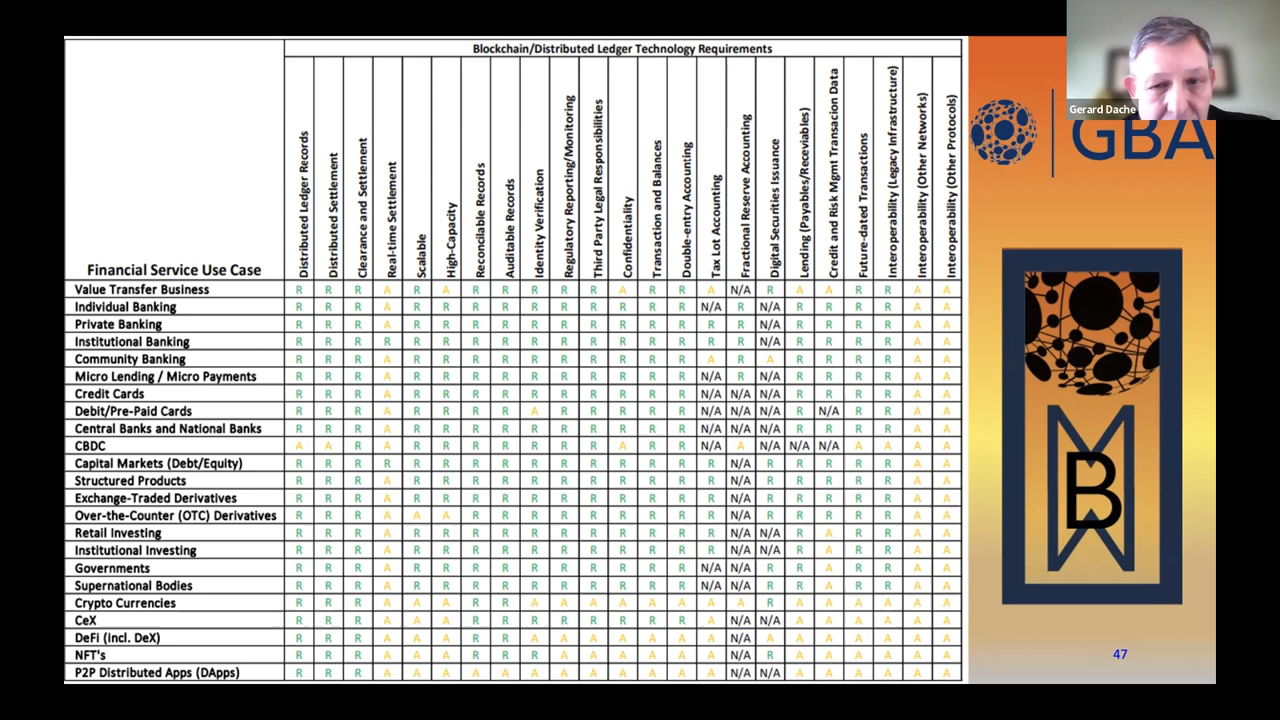 Blockchain/Distributed Ledger Technology Requirements
Financial Service Use Case
Distributed Ledger Records
Distributed Settlement
Clearance and Settlement
Real-time Settlement
Scalable
High-Capacity
Reconcilable Records
Auditable Records
Identity Verification
Regulatory Reporting/Monitoring
Third Party Legal Responsibilities
Confidentiality
Transaction and Balances
Double-entry Accounting
Tax Lot Accounting
Fractional Reserve Accounting
Digital Securities Issuance
Lending (Payables/Receviables)
Credit and Risk Mgmt Transacion Data
Future-dated Transactions
Interoperability (Legacy Infrastructure)
Interoperability (Other Networks)
Interoperability (Other Protocols)
Value Transfer Business R R R A R A R R R R R A R R A N/A R A A R R A A
Individual Banking R R R A R R R R R R R R R R N/A R N/A R R R R A A
Private Banking R R R A R R R R R R R R R R R R N/A R R R R A A
Institutional Banking R R R R R R R R R R R R R R R R N/A R R R R A A
Community Banking R R R A R R R R R R R R R R A R A R R R R A A
Micro Lending / Micro Payments R R R A R R R R R R R R R R N/A R N/A R R R R A A
Credit Cards R R R A R R R R R R R R R R N/A N/A N/A R R R R A A
Debit/Pre-Paid Cards R R R A R R R R A R R R R R N/A N/A N/A R N/A R R A A
Central Banks and National Banks R R R A R R R R R R R R R R N/A N/A N/A R R R R A A
CBDC A A R A R R R R R R R A R R N/A A N/A N/A N/A A A A A
Capital Markets (Debt/Equity) R R R R R R R R R R R R R R R N/A R R R R R A A
Structured Products R R R A R R R R R R R R R R R N/A R R R R R A A
Exchange-Traded Derivatives R R R A R R R R R R R R R R R N/A R R R R R A A
Over-the-Counter (OTC) Derivatives R R R A A A R R R R R R R R R N/A R R R R R A A
Retail Investing R R R A R R R R R R R R R R R N/A N/A R A R R A A
Institutional Investing R R R A R R R R R R R R R R R N/A N/A R A R R A A
Governments R R R A R R R R R R R R R R N/A N/A R R A R R A A
Supernational Bodies R R R A R R R R R R R R R R N/A N/A R R A R R A A
Crypto Currencies R R R A A A R R A A A A A A A A R A A A A A A
CeX R R R A A A R R R R R R R R A N/A N/A A A A A A A
DeFi (incl. DeX) R R R A A A R R A A A A A A A N/A A A A A A A A
NFT's R R R A A A R R R A A A A A A N/A R A A A A A A
P2P Distributed Apps (DApps) R R R A A A A A A A A A A A A N/A N/A A A A A A A
Gerard Dache
GBA
B
47